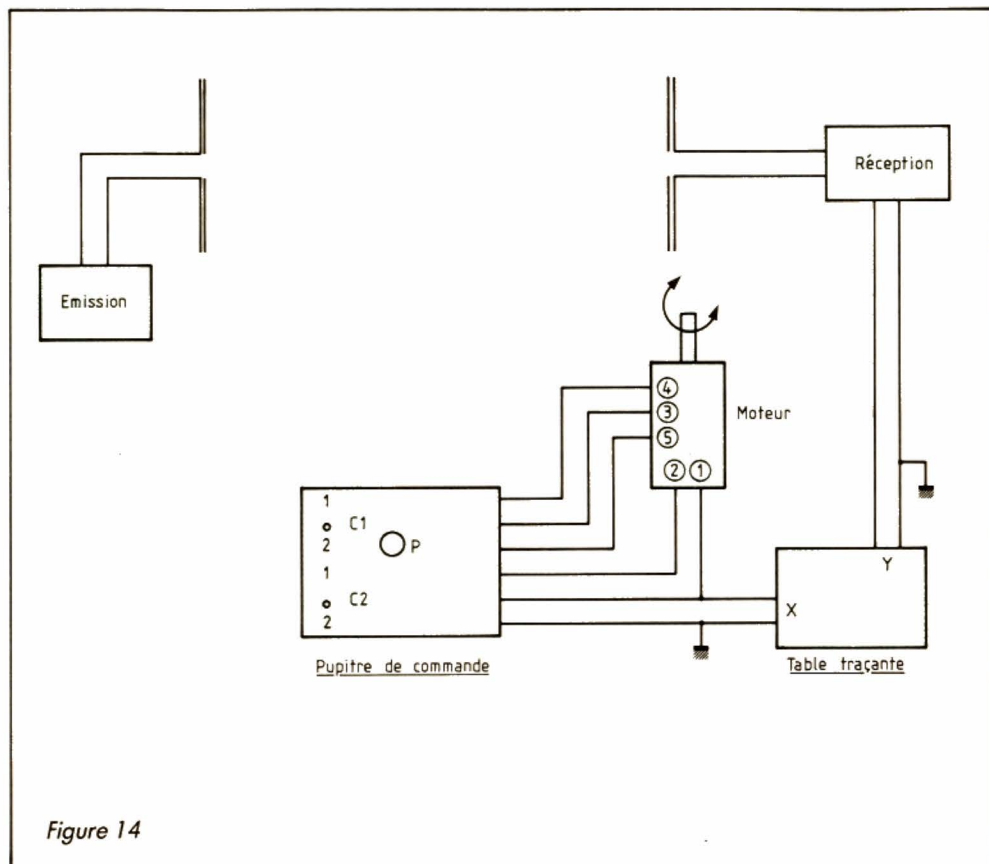 Réception
Emission
④
③
⑤
Moteur
② ①
1
C1
2
P
1
C2
2
X
Y
Pupitre de commande
Table traçante
Figure 14